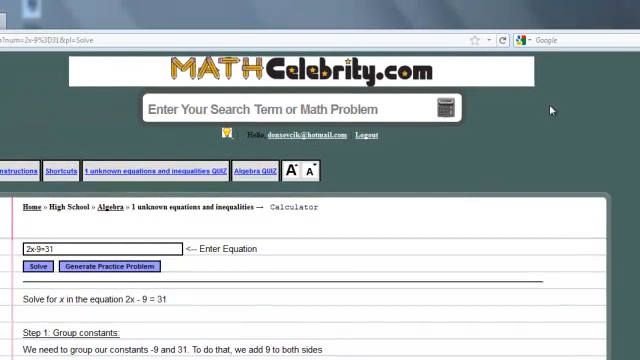 ?num=2x-9%3D31&pl=Solve
Google
MATHCelebrity.com
Enter Your Search Term or Math Problem
Hello, donsevcik@hotmail.com Logout
Shortcuts
1 unknown equations and inequalities QUIZ
Algebra QUIZ
A A
Home » High School » Algebra » 1 unknown equations and inequalities → Calculator
2x-9=31 <-- Enter Equation
Solve Generate Practice Problem
Solve for x in the equation 2x - 9 = 31
Step 1: Group constants:
We need to group our constants -9 and 31. To do that, we add 9 to both sides